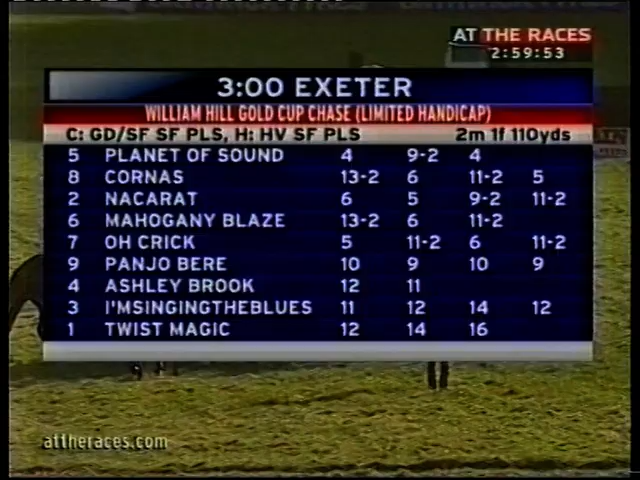 AT THE RACES
2:59:53
3:00 EXETER
WILLIAM HILL GOLD CUP CHASE (LIMITED HANDICAP)
C: GD/SF SF PLS, H: HV SF PLS 2m 1f 110yds
5 PLANET OF SOUND 4 9-2 4
8 CORNAS 13-2 6 11-2 5
2 NACARAT 6 5 9-2 11-2
6 MAHOGANY BLAZE 13-2 6 11-2
7 OH CRICK 5 11-2 6 11-2
9 PANJO BERE 10 9 10 9
4 ASHLEY BROOK 12 11
3 I'MSINGINGTHEBLUES 11 12 14 12
1 TWIST MAGIC 12 14 16
attheraces.com